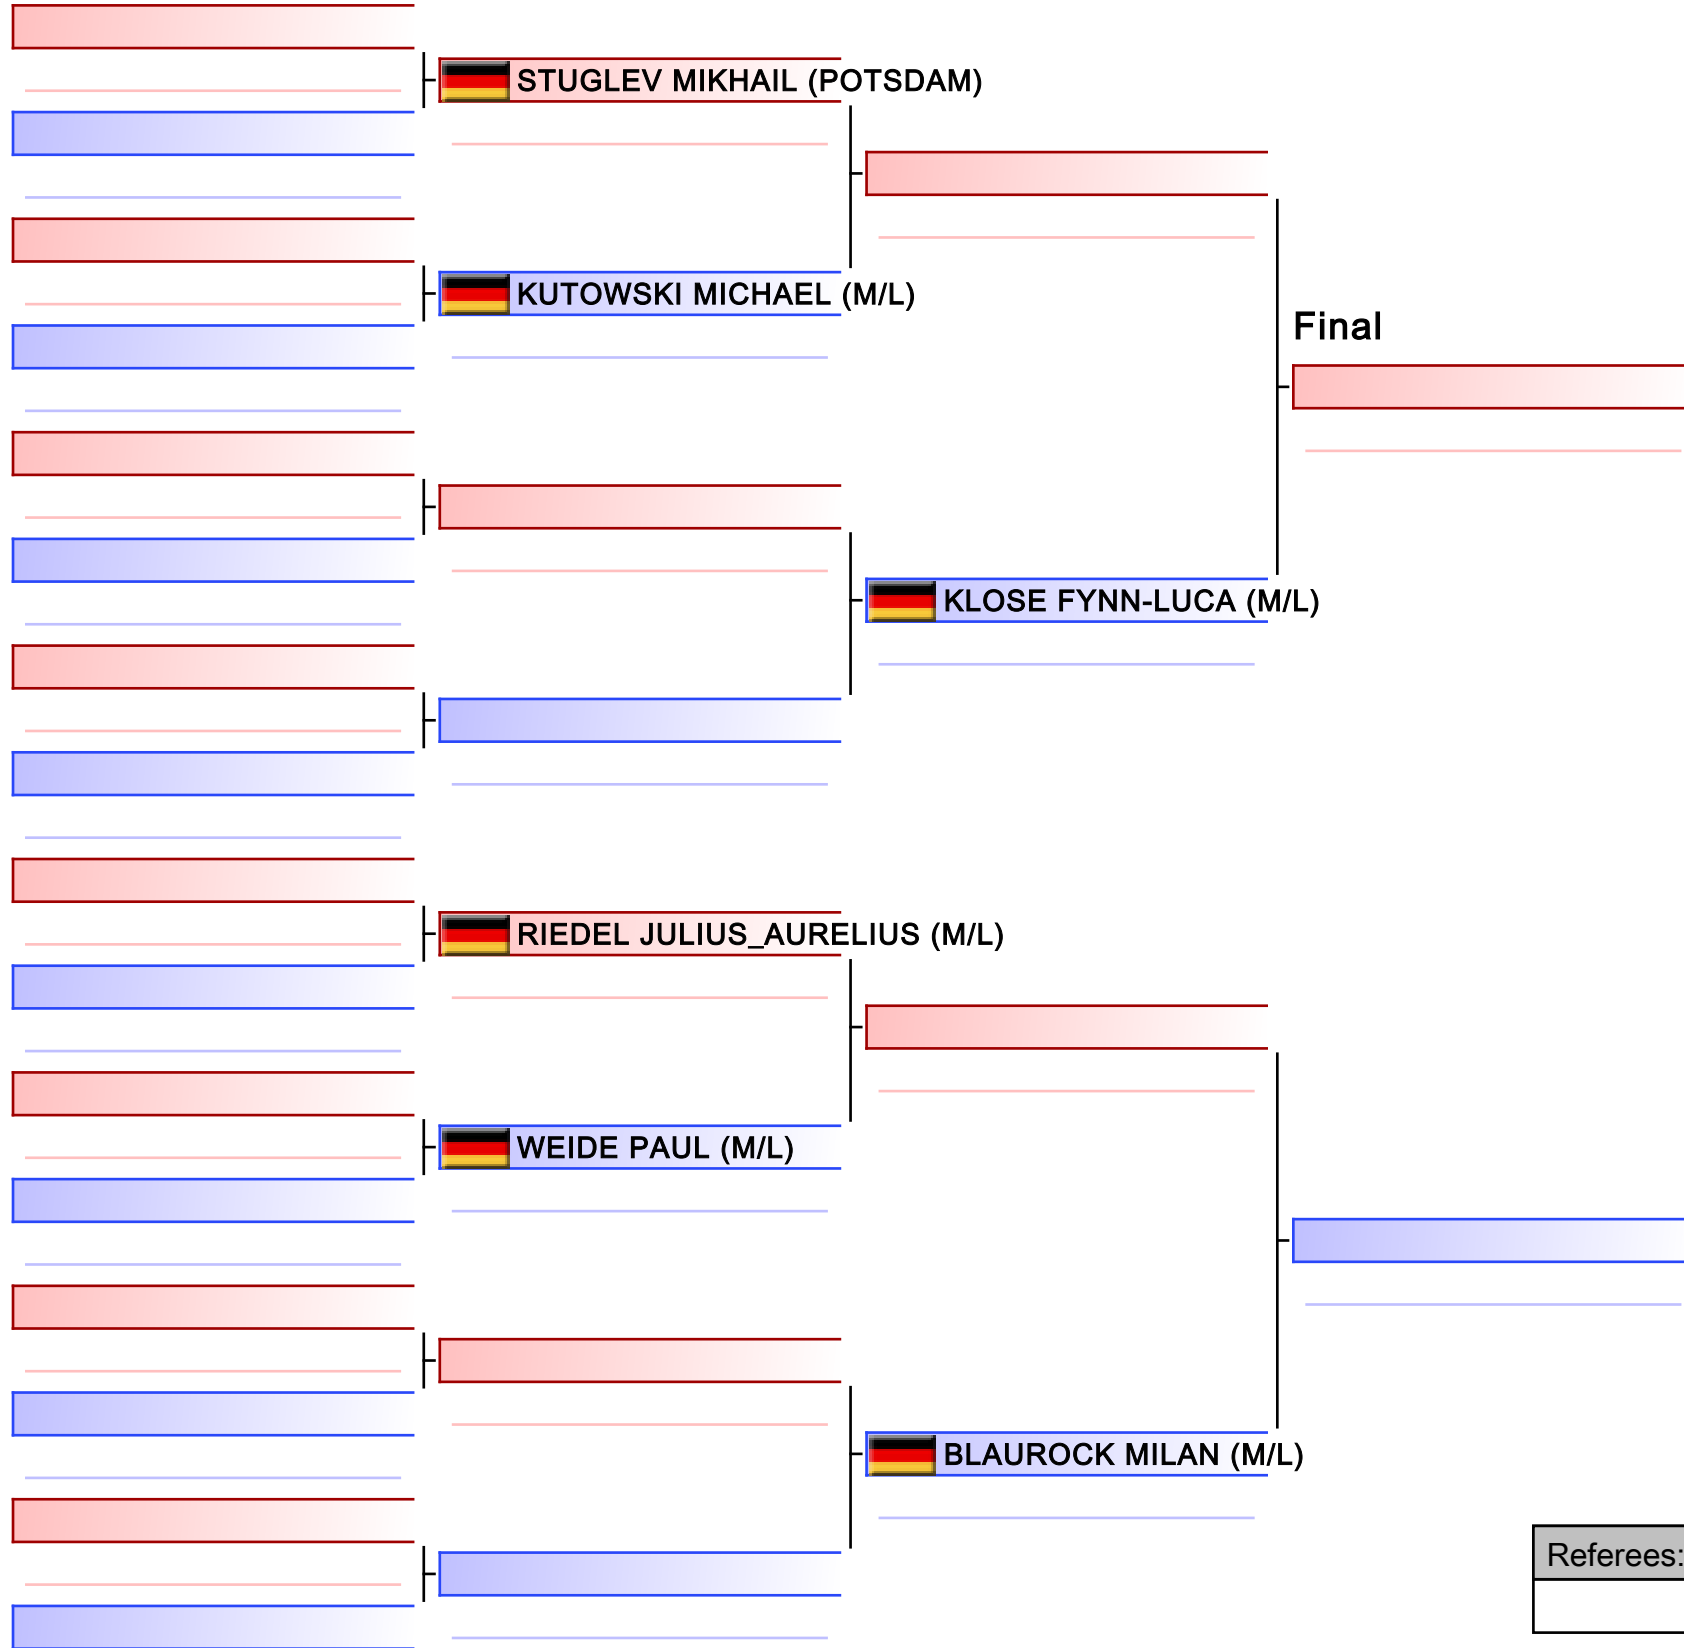 STUGLEV MIKHAIL (POTSDAM)
KUTOWSKI MICHAEL (M/L)
Final
KLOSE FYNN-LUCA (M/L)
RIEDEL JULIUS_AURELIUS (M/L)
WEIDE PAUL (M/L)
BLAUROCK MILAN (M/L)
Referees: